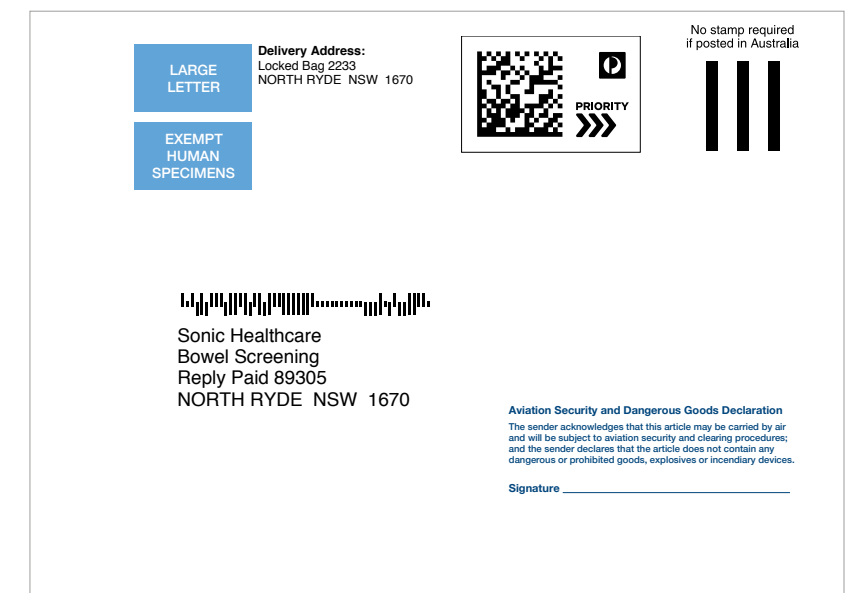 LARGE
LETTER
EXEMPT
HUMAN
SPECIMENS
Delivery Address:
Locked Bag 2233
NORTH RYDE  NSW  1670
PRIORITY
No stamp required
if posted in Australia
Sonic Healthcare
Bowel Screening
Reply Paid 89305
NORTH RYDE  NSW  1670
Aviation Security and Dangerous Goods Declaration
The sender acknowledges that this article may be carried by air
and will be subject to aviation security and clearing procedures;
and the sender declares that the article does not contain any
dangerous or prohibited goods, explosives or incendiary devices.
Signature